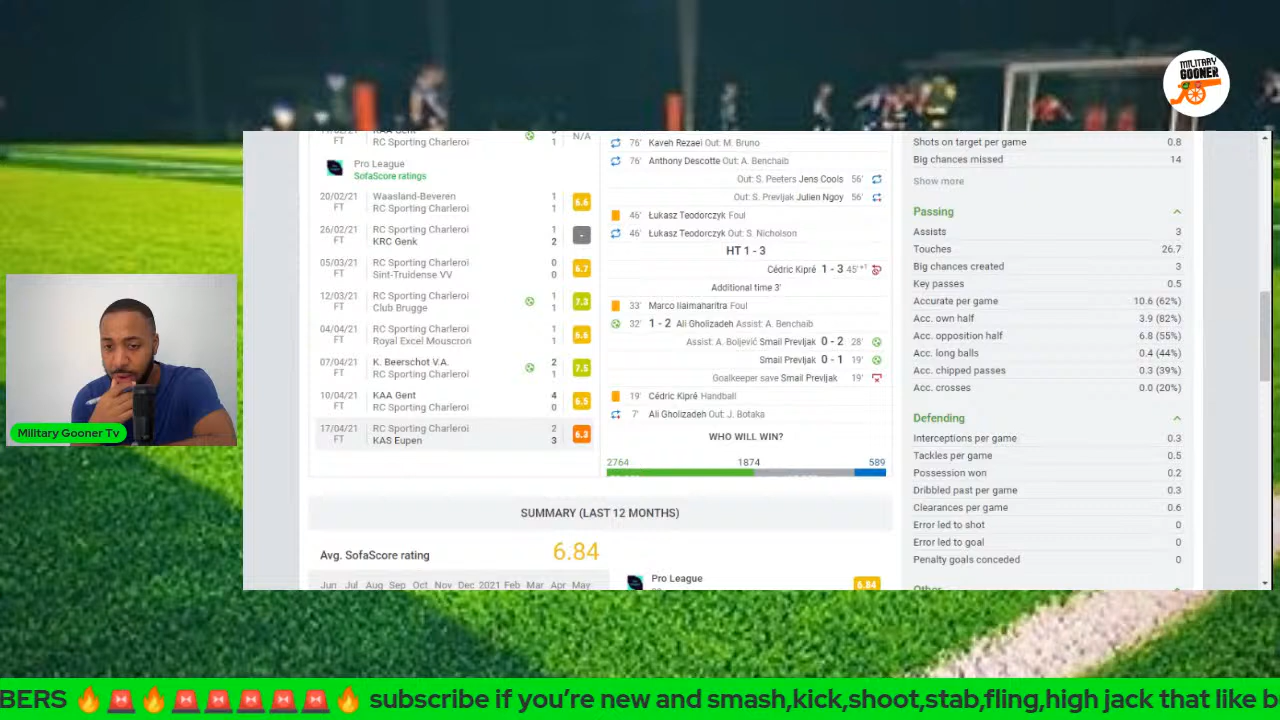 MILITARY
GOONER
RC Sporting Charleroi 1 N/A
Pro League
SofaScore ratings
20/02/21 Waasland-Beveren 1 6.6
FT RC Sporting Charleroi 1
26/02/21 RC Sporting Charleroi 1 -
FT KRC Genk 2
05/03/21 RC Sporting Charleroi 0 6.7
FT Sint-Truidense VV 0
12/03/21 RC Sporting Charleroi 1 7.3
FT Club Brugge 1
04/04/21 RC Sporting Charleroi 1 6.6
FT Royal Excel Mouscron 1
07/04/21 K. Beerschot V.A. 2 7.5
FT RC Sporting Charleroi 1
10/04/21 KAA Gent 4 6.5
FT RC Sporting Charleroi 0
17/04/21 RC Sporting Charleroi 2 6.3
FT KAS Eupen 3
76' Kaveh Rezaei Out: M. Bruno
76' Anthony Descotte Out: A. Benchaib
Out: S. Peeters Jens Cools 56'
Out: S. Prevljak Julien Ngoy 56'
46' Łukasz Teodorczyk Foul
46' Łukasz Teodorczyk Out: S. Nicholson
HT 1 - 3
Cédric Kipré 1 - 3 45'+1
Additional time 3'
33' Marco Ilaimaharitra Foul
32' 1 - 2 Ali Gholizadeh Assist: A. Benchaib
Assist: A. Boljević Smail Prevljak 0 - 2 28'
Smail Prevljak 0 - 1 19'
Goalkeeper save Smail Prevljak 19'
19' Cédric Kipré Handball
7' Ali Gholizadeh Out: J. Botaka
WHO WILL WIN?
2764 1874 589
Shots on target per game 0.8
Big chances missed 14
Show more
Passing
Assists 3
Touches 26.7
Big chances created 3
Key passes 0.5
Accurate per game 10.6 (62%)
Acc. own half 3.9 (82%)
Acc. opposition half 6.8 (55%)
Acc. long balls 0.4 (44%)
Acc. chipped passes 0.3 (39%)
Acc. crosses 0.0 (20%)
Defending
Interceptions per game 0.3
Tackles per game 0.5
Possession won 0.2
Dribbled past per game 0.3
Clearances per game 0.6
Error led to shot 0
Error led to goal 0
Penalty goals conceded 0
Other
SUMMARY (LAST 12 MONTHS)
Avg. SofaScore rating 6.84
Jun Jul Aug Sep Oct Nov Dec 2021 Feb Mar Apr May
Pro League 6.84
Military Gooner Tv
BERS 🔥🚨🔥🚨🚨🚨🚨🚨🔥 subscribe if you're new and smash,kick,shoot,stab,fling,high jack that like b